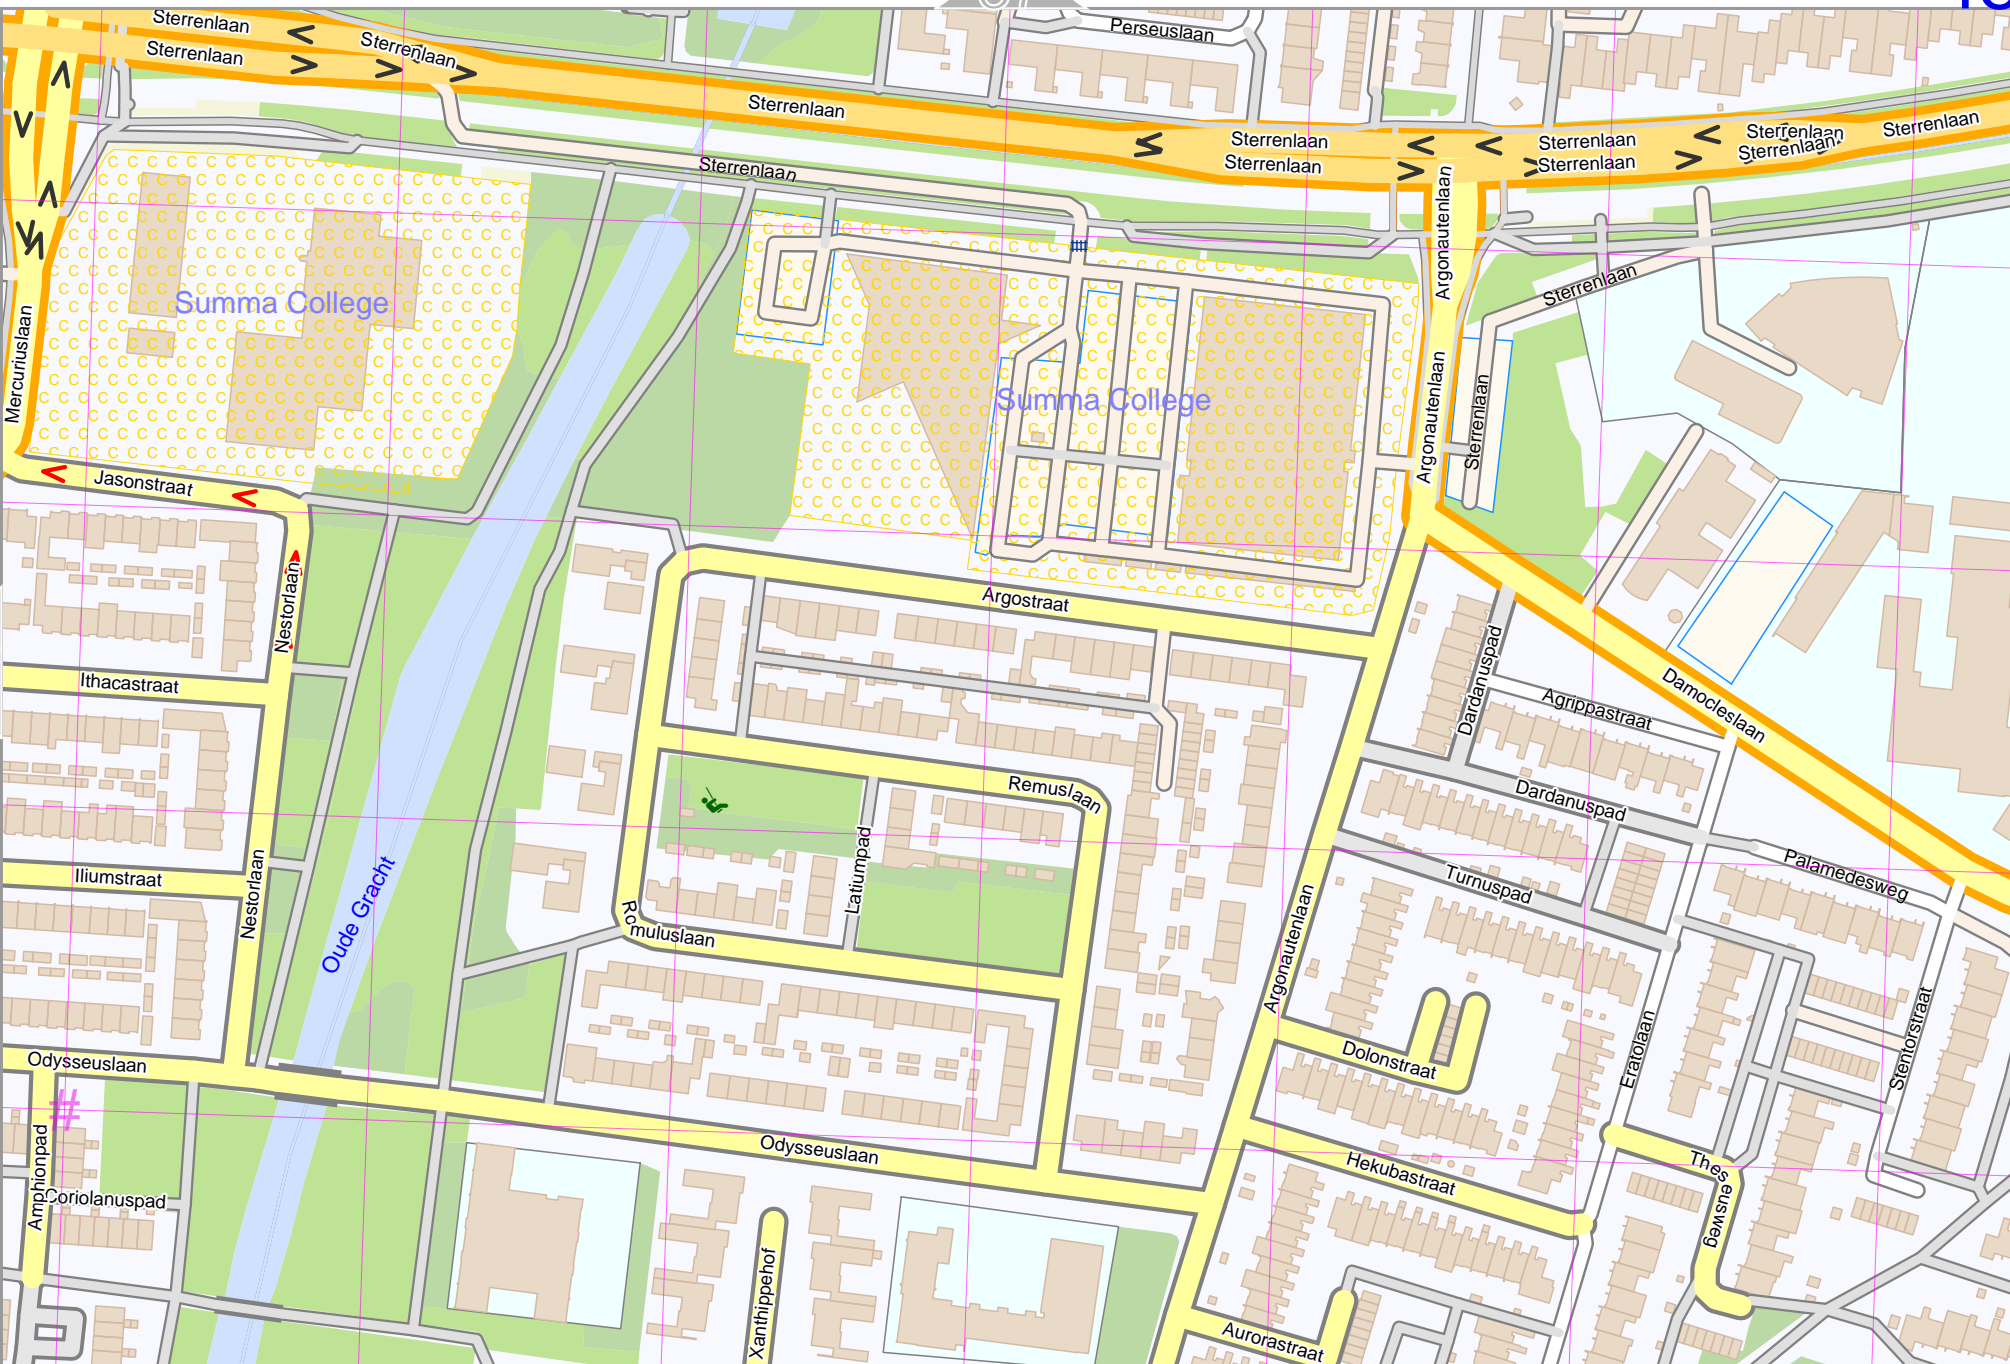 Sterrenlaan
Perseuslaan
Sterrenlaan
Sterrenlaan
Sterrenlaan
Sterrenlaan
Sterrenlaan
Sterrenlaan
Sterrenlaan
Sterrenlaan
Sterrenlaan
Sterrenlaan
Sterrenlaan
Sterrenlaan
Argonautenlaan
Sterrenlaan
Summa College
Mercuriuslaan
Summa College
Argonautenlaan
Sterrenlaan
Jasonstraat
Nestorlaan
Argostraat
Dardanuspad
Ithacastraat
Agrippastraat
Damocleslaan
Remuslaan
Dardanuspad
Latiumpad
Palamedesweg
Iliumstraat
Nestorlaan
Oude Gracht
Romuluslaan
Turnuspad
Argonautenlaan
Eratolaan
Stentorstraat
Dolonstraat
Odysseuslaan
#
Amphionpad
Odysseuslaan
Hekubastraat
Theseusweg
Coriolanuspad
Xanthippehof
Aurorastraat